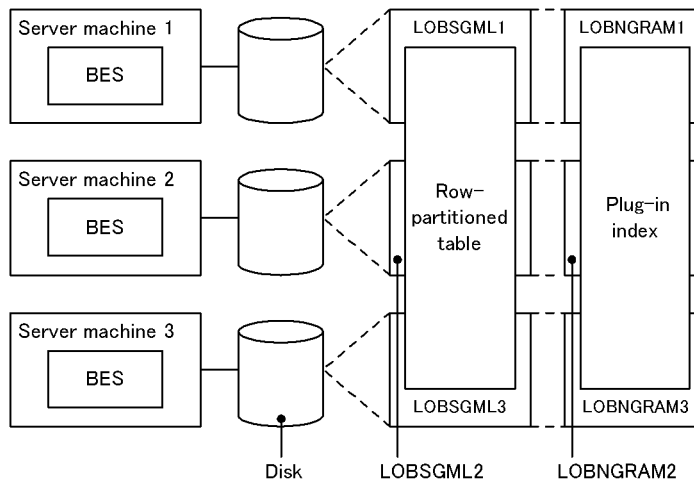 Server machine 1
BES
LOBSGML1
LOBNGRAM1
Server machine 2
BES
Row-
partitioned
table
Plug-in
index
Server machine 3
BES
LOBSGML3
LOBNGRAM3
Disk
LOBSGML2
LOBNGRAM2